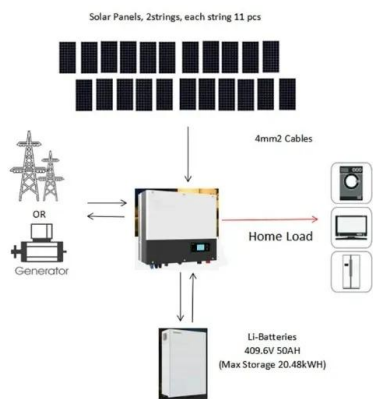 Solar Panels, 2strings, each string 11 pcs
4mm2 Cables
OR
Generator
Home Load
Li-Batteries
409.6V 50AH
(Max Storage 20.48kWH)